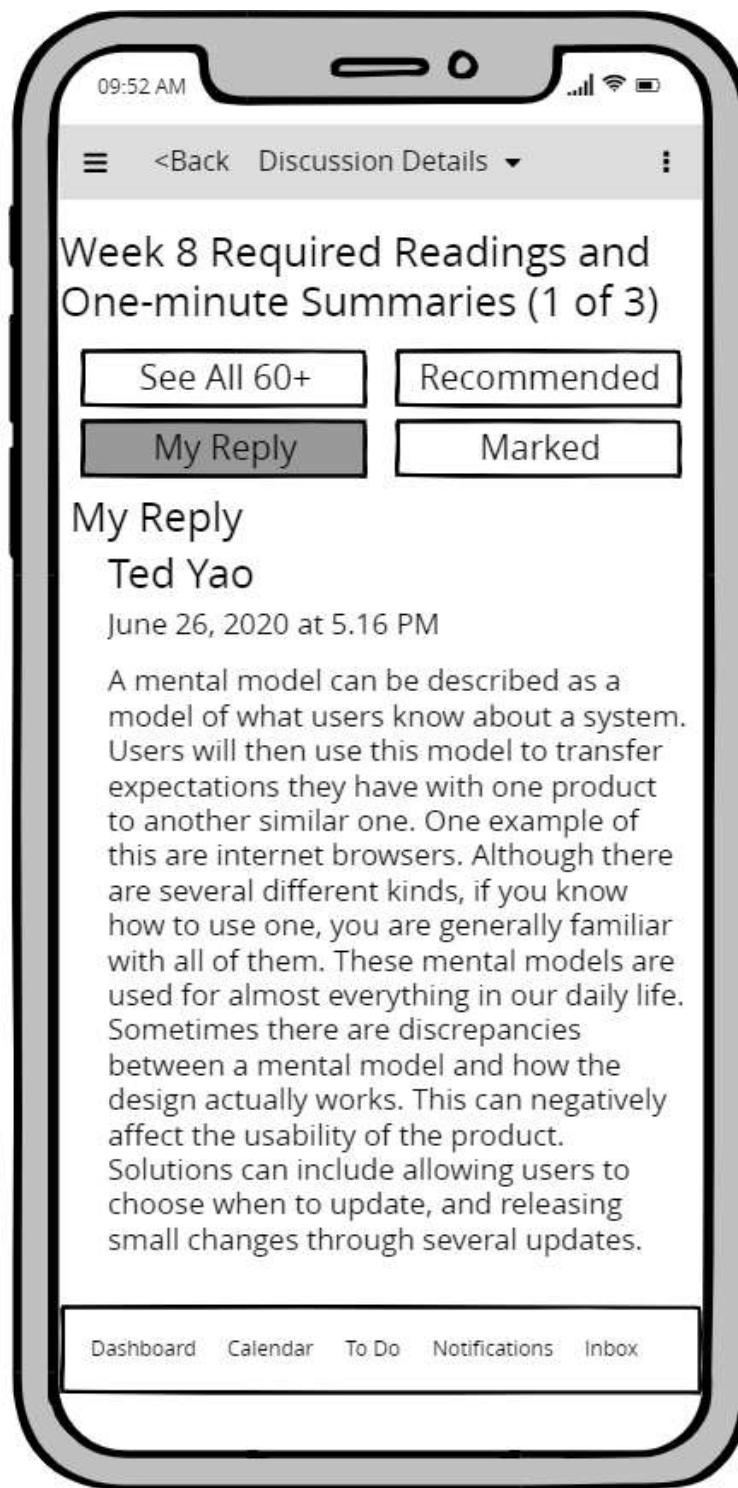 09:52 AM
<Back Discussion Details
Week 8 Required Readings and
One-minute Summaries (1 of 3)
See All 60+ Recommended
My Reply Marked
My Reply
Ted Yao
June 26, 2020 at 5.16 PM
A mental model can be described as a
model of what users know about a system.
Users will then use this model to transfer
expectations they have with one product
to another similar one. One example of
this are internet browsers. Although there
are several different kinds, if you know
how to use one, you are generally familiar
with all of them. These mental models are
used for almost everything in our daily life.
Sometimes there are discrepancies
between a mental model and how the
design actually works. This can negatively
affect the usability of the product.
Solutions can include allowing users to
choose when to update, and releasing
small changes through several updates.
Dashboard Calendar To Do Notifications Inbox